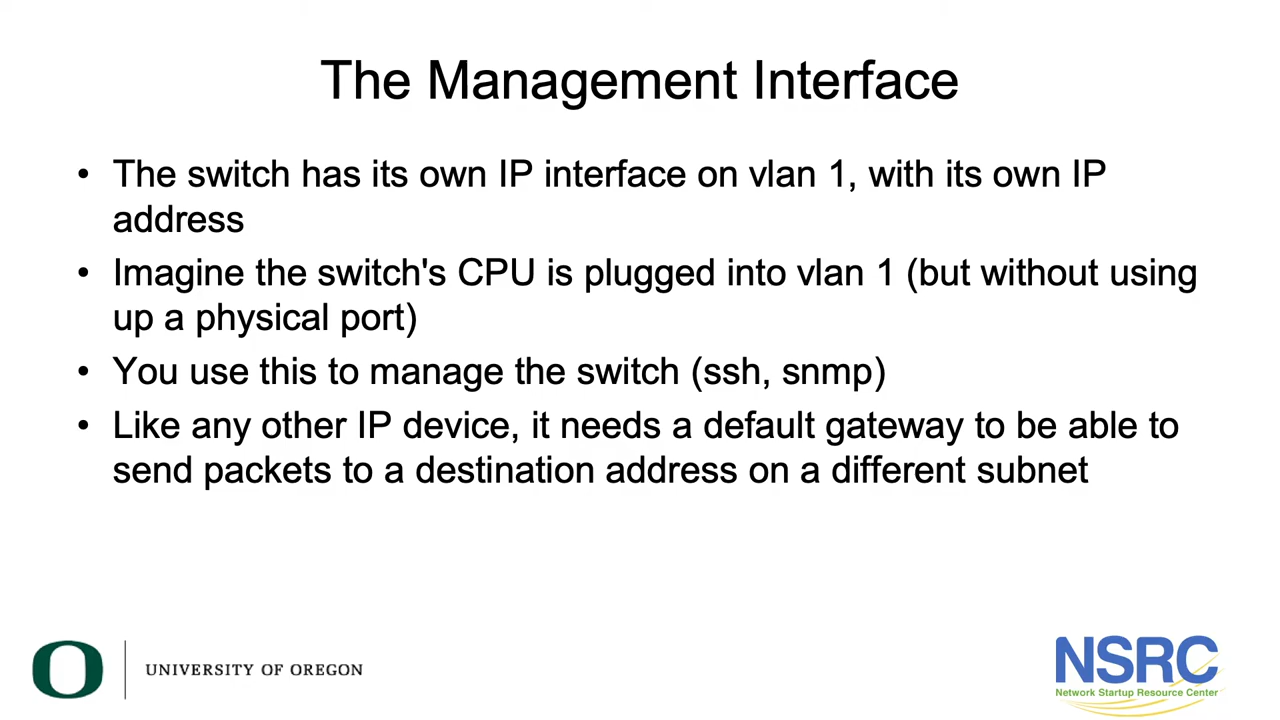 The Management Interface
• The switch has its own IP interface on vlan 1, with its own IP
address
• Imagine the switch's CPU is plugged into vlan 1 (but without using
up a physical port)
• You use this to manage the switch (ssh, snmp)
• Like any other IP device, it needs a default gateway to be able to
send packets to a destination address on a different subnet
O
UNIVERSITY OF OREGON
NSRC
Network Startup Resource Center